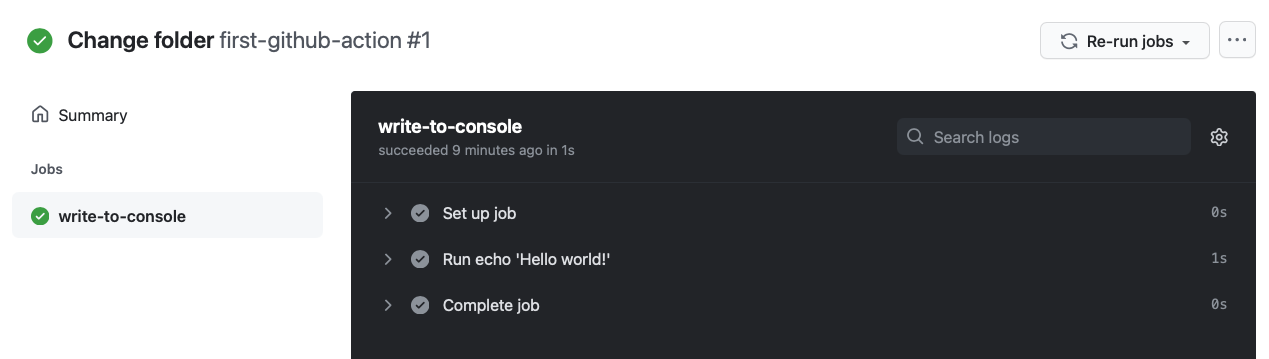 Change folder first-github-action #1
Re-run jobs
Summary
Jobs
write-to-console
write-to-console
succeeded 9 minutes ago in 1s
Search logs
Set up job 0s
Run echo 'Hello world!' 1s
Complete job 0s